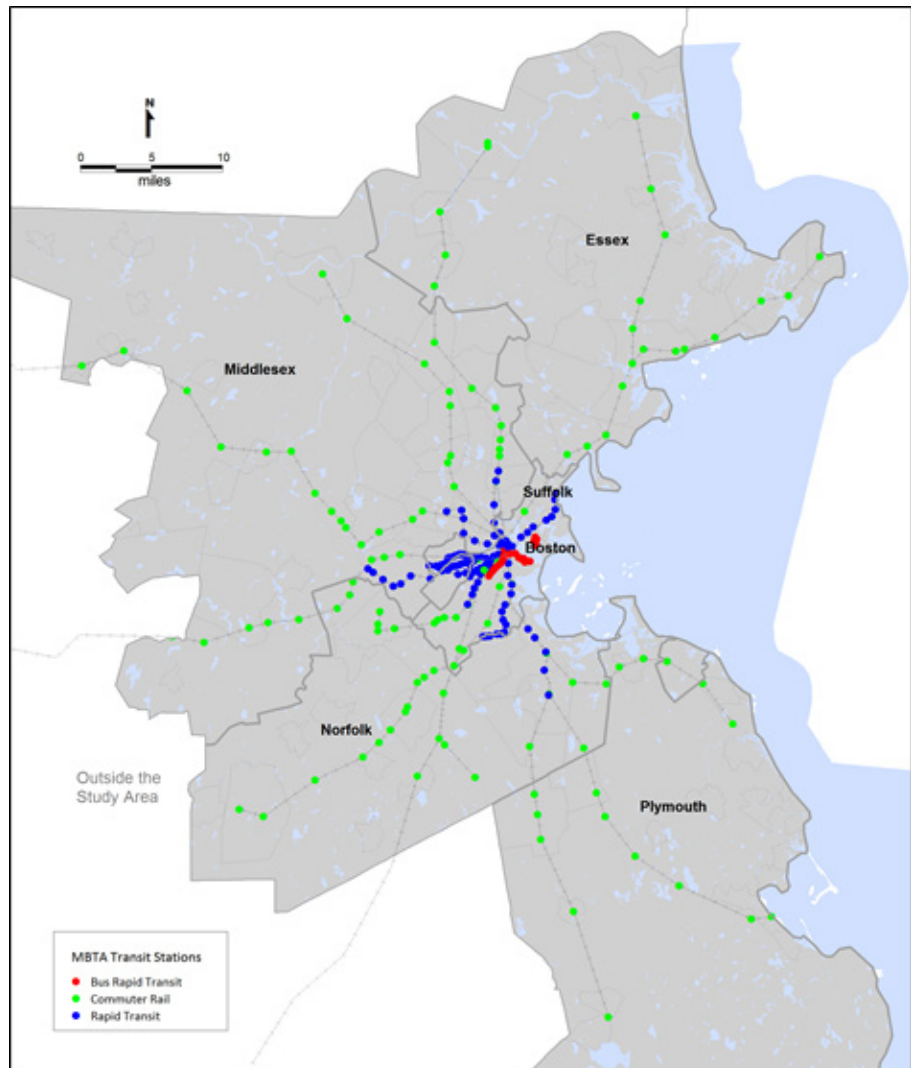 N
0 5 10
miles
Essex
Middlesex
Suffolk
Boston
Norfolk
Outside the
Study Area
Plymouth
MBTA Transit Stations
Bus Rapid Transit
Commuter Rail
Rapid Transit